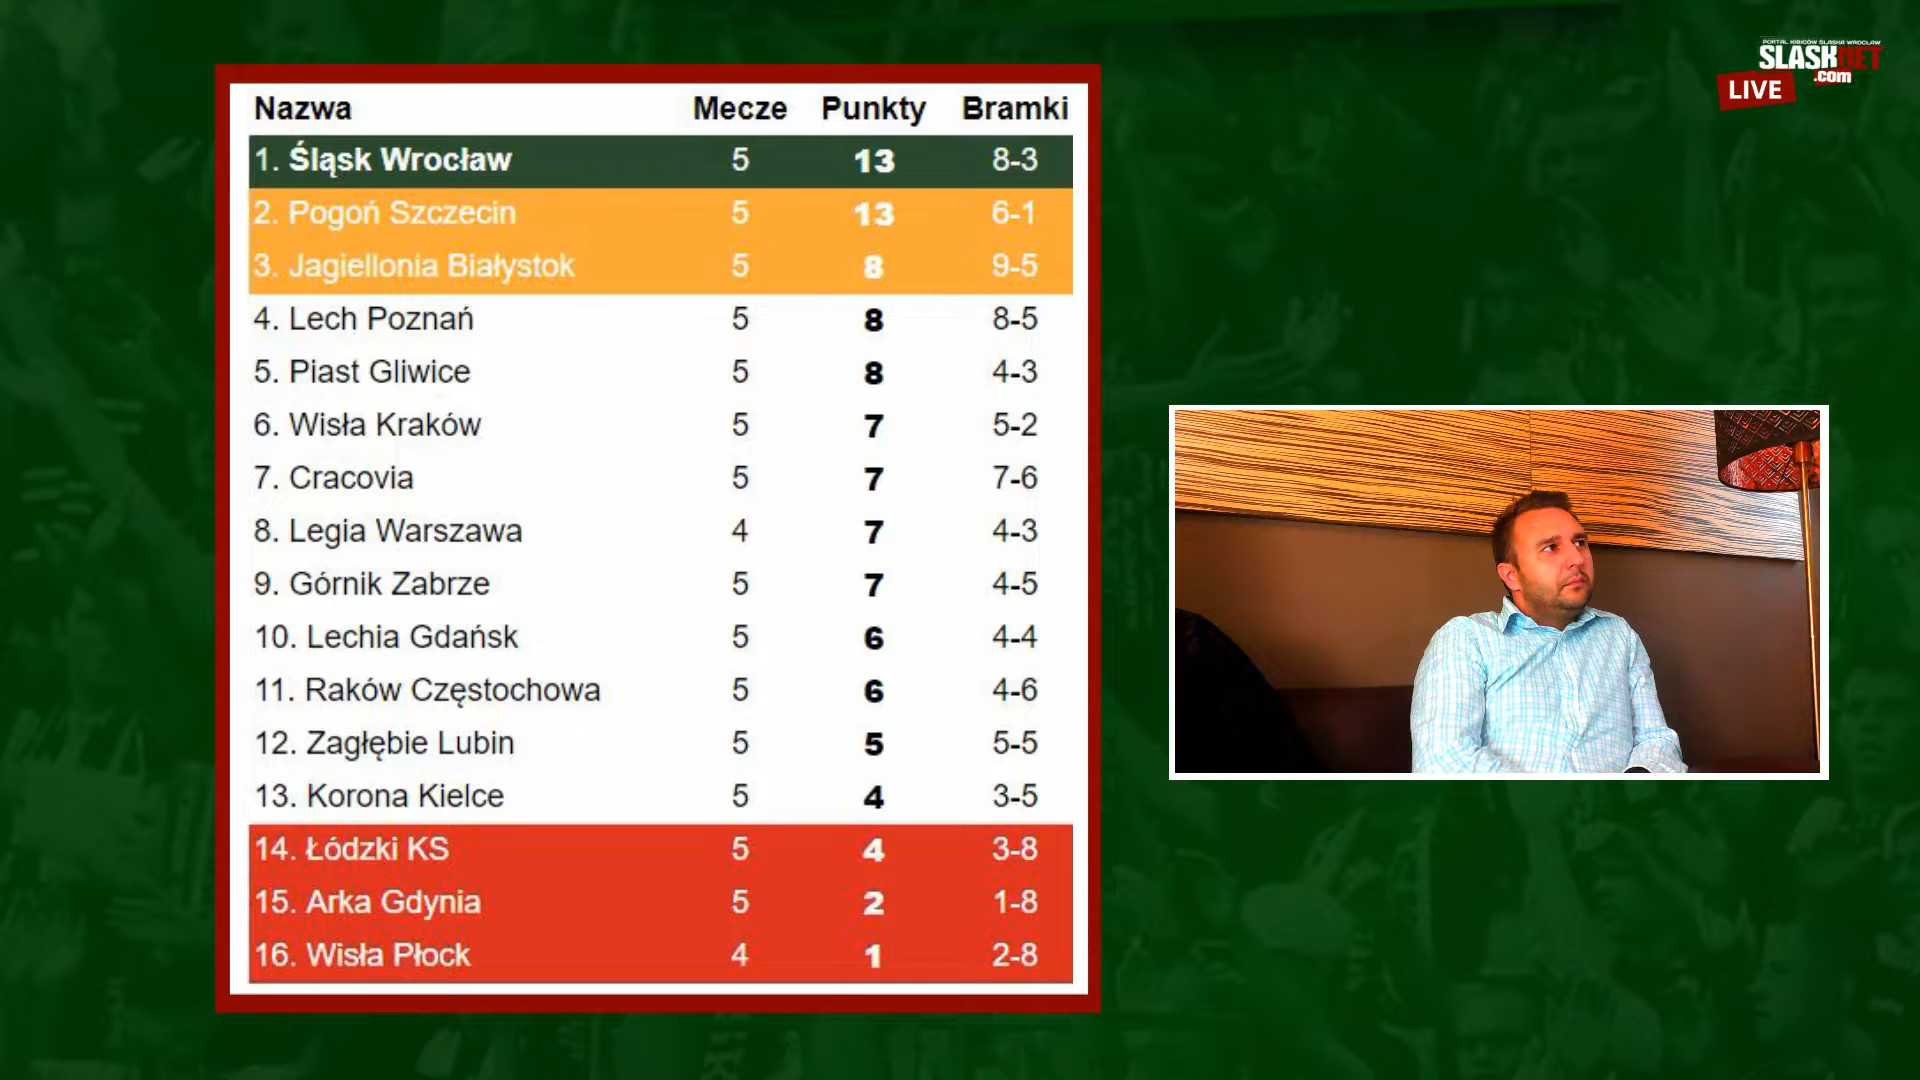 PORTAL KIBICÓW ŚLĄSKA WROCŁAW
SLASKNET
.com
LIVE
Nazwa Mecze Punkty Bramki
1. Śląsk Wrocław 5 13 8-3
2. Pogoń Szczecin 5 13 6-1
3. Jagiellonia Białystok 5 8 9-5
4. Lech Poznań 5 8 8-5
5. Piast Gliwice 5 8 4-3
6. Wisła Kraków 5 7 5-2
7. Cracovia 5 7 7-6
8. Legia Warszawa 4 7 4-3
9. Górnik Zabrze 5 7 4-5
10. Lechia Gdańsk 5 6 4-4
11. Raków Częstochowa 5 6 4-6
12. Zagłębie Lubin 5 5 5-5
13. Korona Kielce 5 4 3-5
14. Łódzki KS 5 4 3-8
15. Arka Gdynia 5 2 1-8
16. Wisła Płock 4 1 2-8